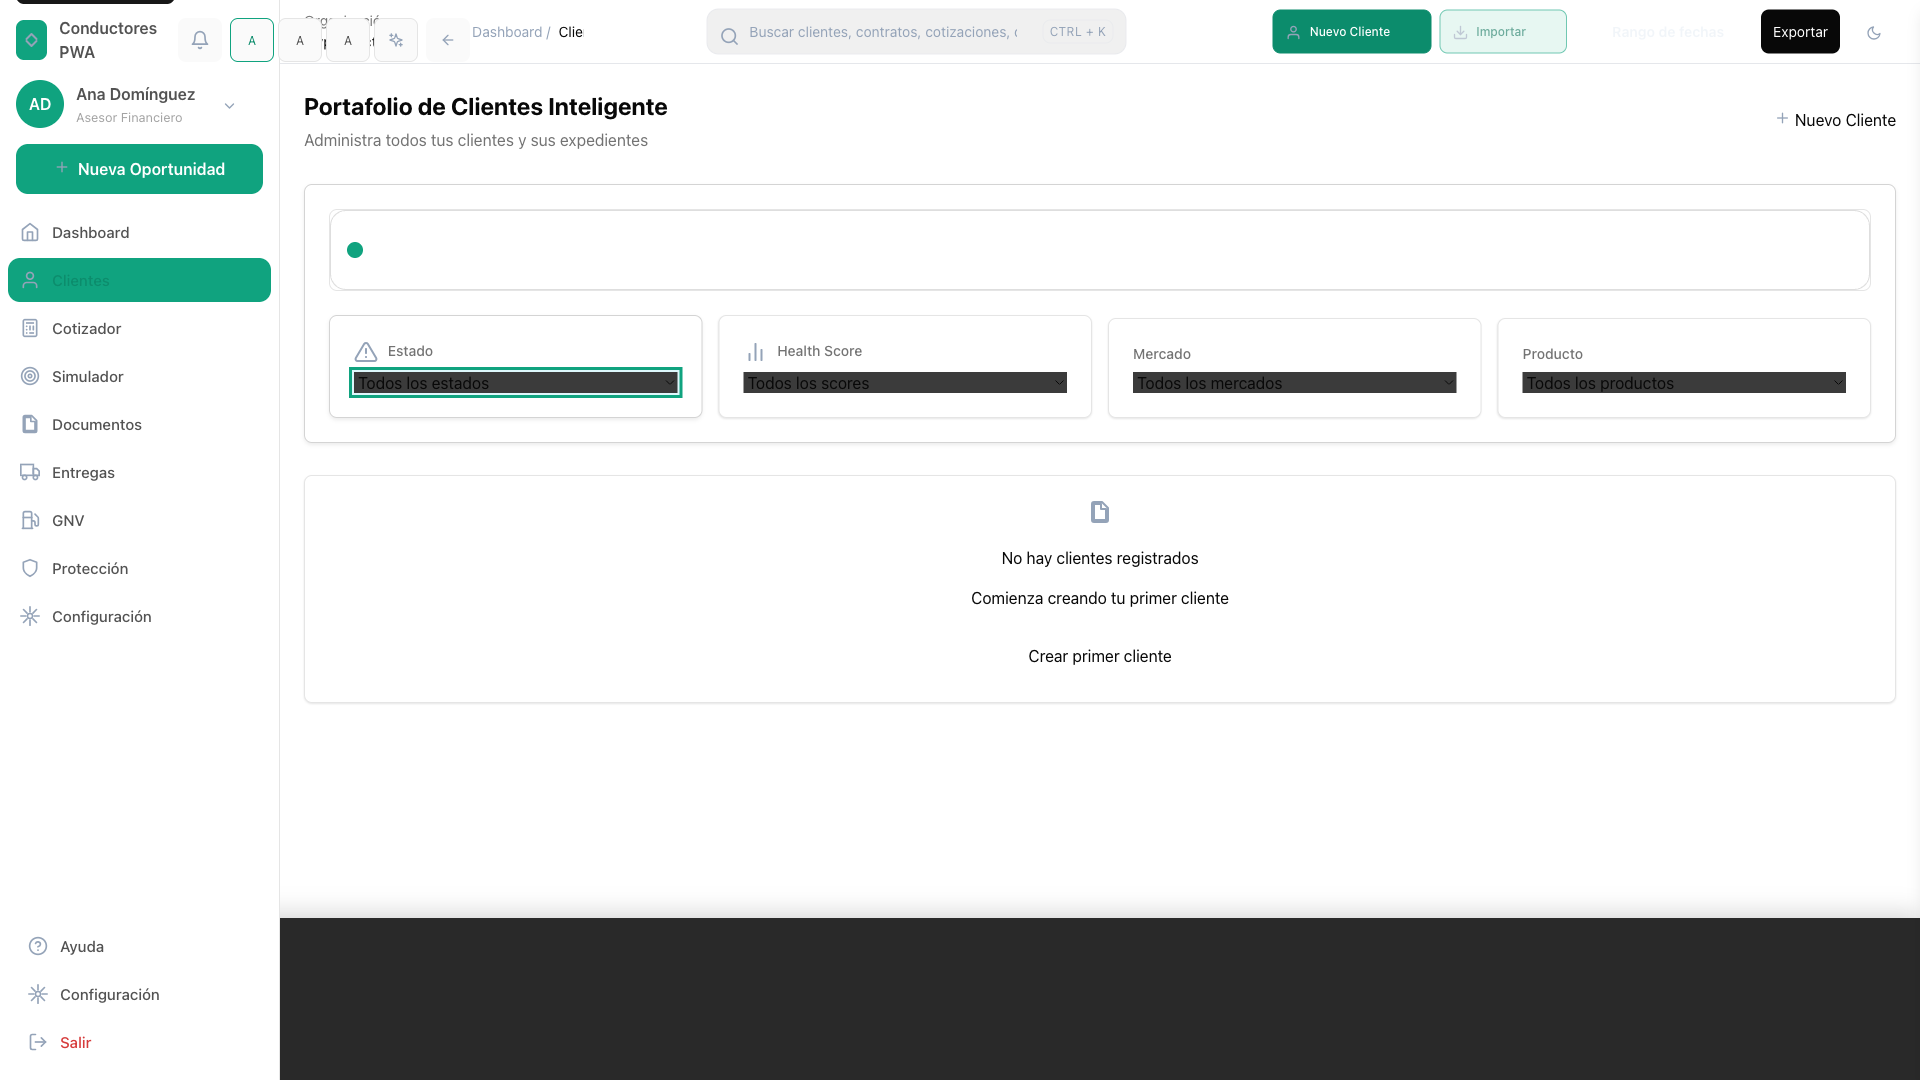 Conductores
PWA
A
A
A
Dashboard / Clie
Buscar clientes, contratos, cotizaciones,
CTRL + K
Nuevo Cliente
Importar
Rango de fechas
Exportar
AD
Ana Domínguez
Asesor Financiero
Nueva Oportunidad
Dashboard
Clientes
Cotizador
Simulador
Documentos
Entregas
GNV
Protección
Configuración
Ayuda
Configuración
Salir
Portafolio de Clientes Inteligente
Administra todos tus clientes y sus expedientes
Nuevo Cliente
Estado
Todos los estados
Health Score
Todos los scores
Mercado
Todos los mercados
Producto
Todos los productos
No hay clientes registrados
Comienza creando tu primer cliente
Crear primer cliente